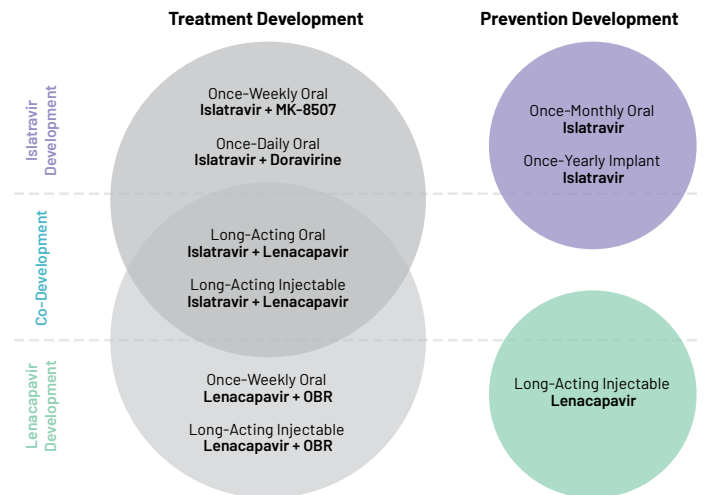 Treatment Development
Prevention Development
Islatravir
Development
Once-Weekly Oral
Islatravir + MK-8507
Once-Daily Oral
Islatravir + Doravirine
Once-Monthly Oral
Islatravir
Once-Yearly Implant
Islatravir
Co-Development
Long-Acting Oral
Islatravir + Lenacapavir
Long-Acting Injectable
Islatravir + Lenacapavir
Lenacapavir
Development
Once-Weekly Oral
Lenacapavir + OBR
Long-Acting Injectable
Lenacapavir + OBR
Long-Acting Injectable
Lenacapavir